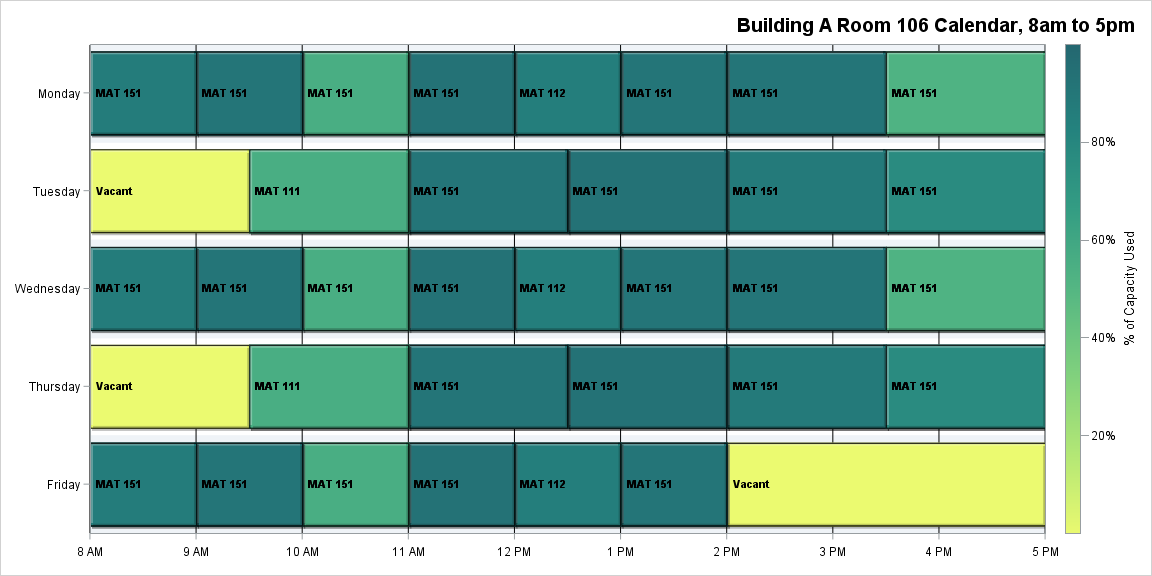 Building A Room 106 Calendar, 8am to 5pm
Monday
MAT 151 MAT 151 MAT 151 MAT 151 MAT 112 MAT 151 MAT 151 MAT 151
Tuesday
Vacant MAT 111 MAT 151 MAT 151 MAT 151 MAT 151
Wednesday
MAT 151 MAT 151 MAT 151 MAT 151 MAT 112 MAT 151 MAT 151 MAT 151
Thursday
Vacant MAT 111 MAT 151 MAT 151 MAT 151 MAT 151
Friday
MAT 151 MAT 151 MAT 151 MAT 151 MAT 112 MAT 151 Vacant
8 AM 9 AM 10 AM 11 AM 12 PM 1 PM 2 PM 3 PM 4 PM 5 PM
80%
60%
40%
20%
% of Capacity Used